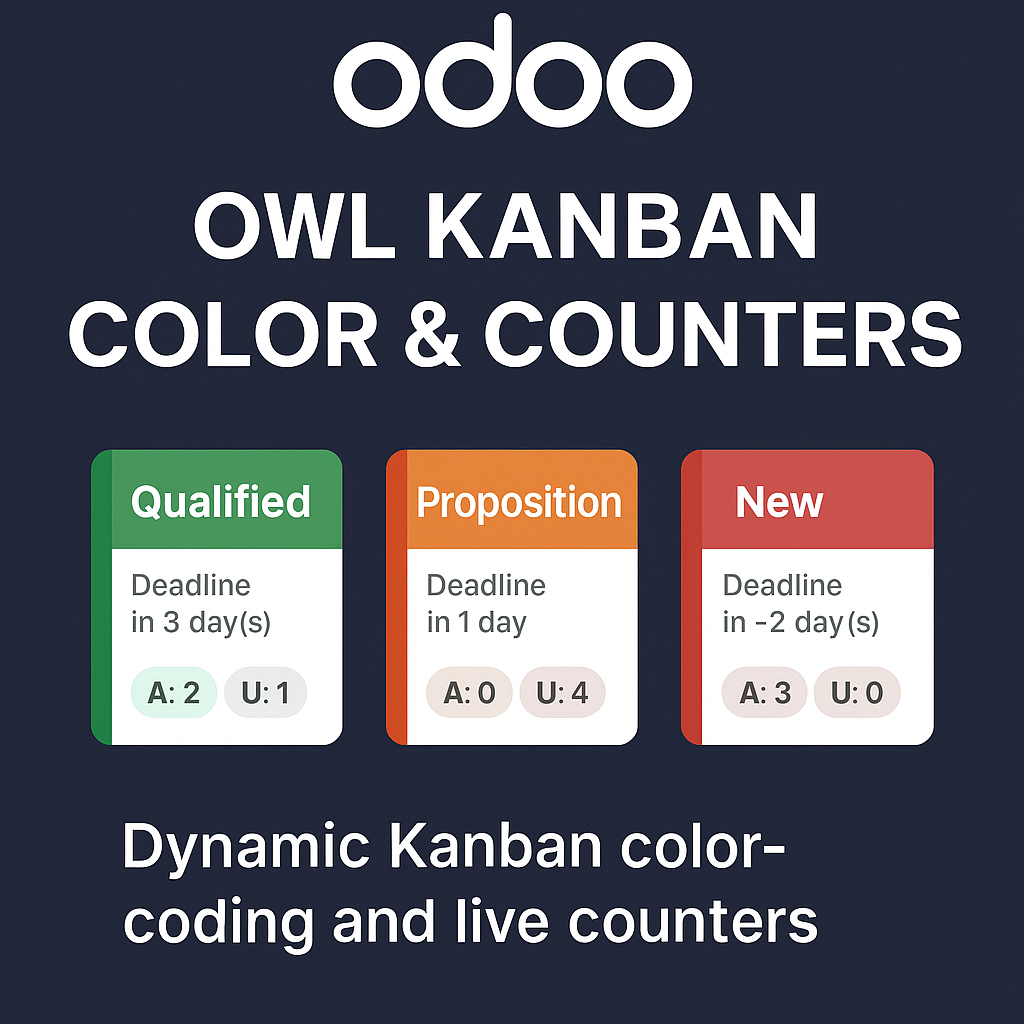 odoo
OWL KANBAN
COLOR & COUNTERS
Qualified
Deadline
in 3 day(s)
A: 2 U: 1
Proposition
Deadline
in 1 day
A: 0 U: 4
New
Deadline
in -2 day(s)
A: 3 U: 0
Dynamic Kanban color-
coding and live counters